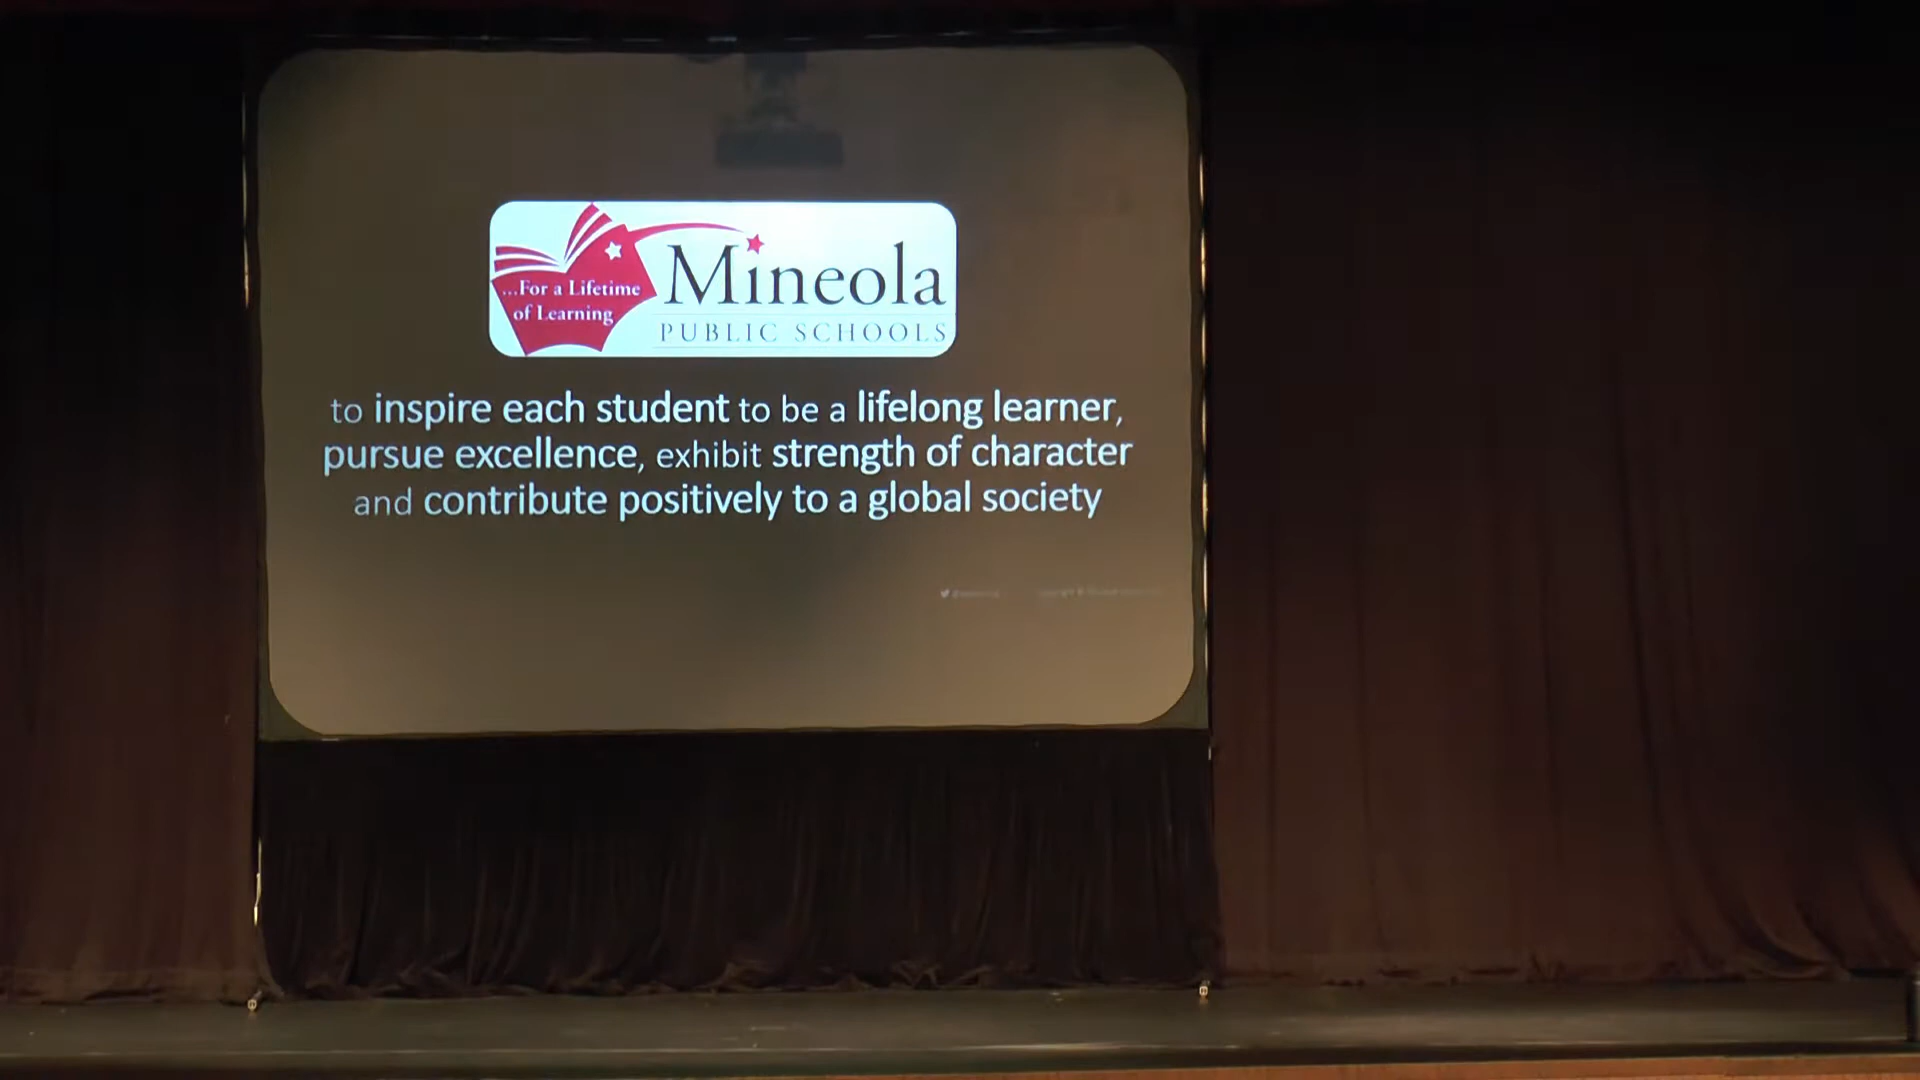 ...For a Lifetime
of Learning
Mineola
PUBLIC SCHOOLS
to inspire each student to be a lifelong learner,
pursue excellence, exhibit strength of character
and contribute positively to a global society